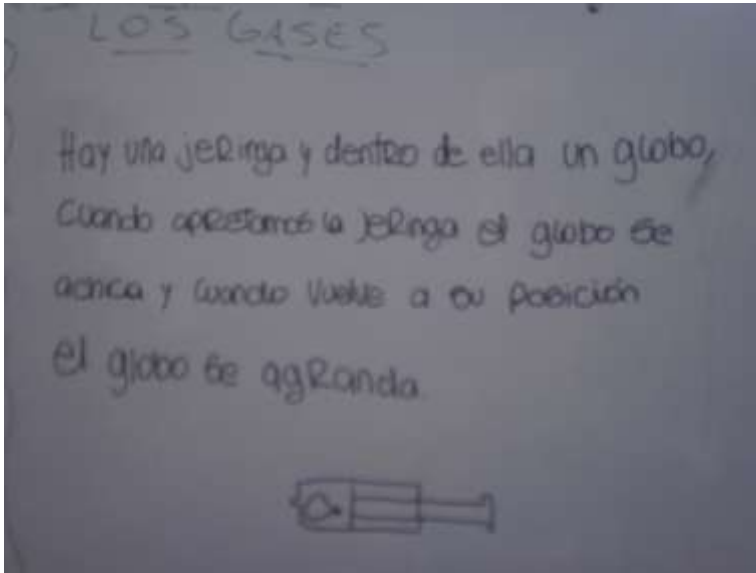 LOS GASES
Hay una jeringa y dentro de ella un globo,
cuando apretamos la jeringa el globo se
achica y cuando vuelve a su posición
el globo se agranda.